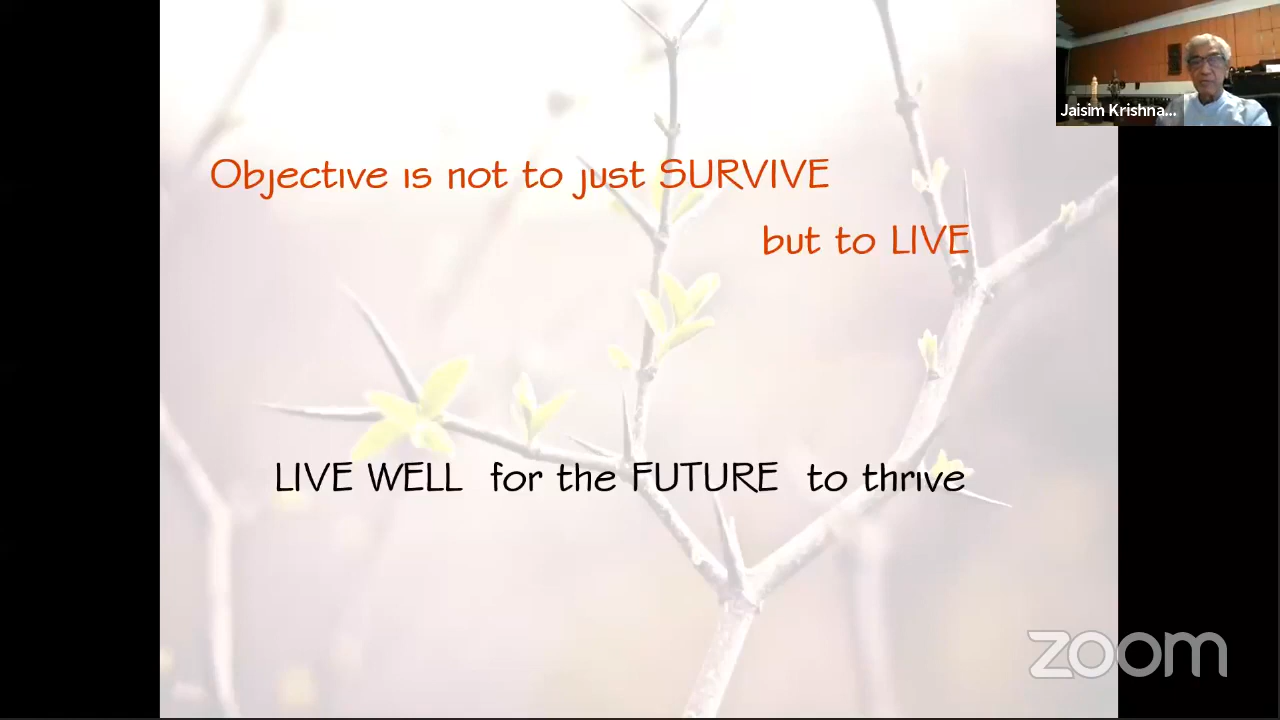 Jaisim Krishna...
Objective is not to just SURVIVE
but to LIVE
LIVE WELL for the FUTURE to thrive
zoom